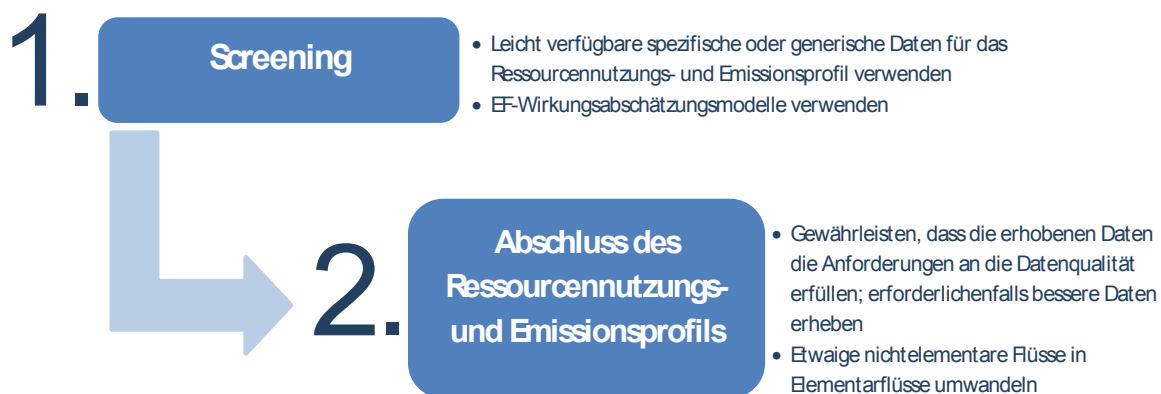 1.
Screening
• Leicht verfügbare spezifische oder generische Daten für das
Ressourcennutzungs- und Emissionsprofil verwenden
• EF-Wirkungsabschätzungsmodelle verwenden
2.
Abschluss des
Ressourcennutzungs-
und Emissionsprofils
• Gewährleisten, dass die erhobenen Daten
die Anforderungen an die Datenqualität
erfüllen; erforderlichenfalls bessere Daten
erheben
• Etwaige nichtelementare Flüsse in
Elementarflüsse umwandeln